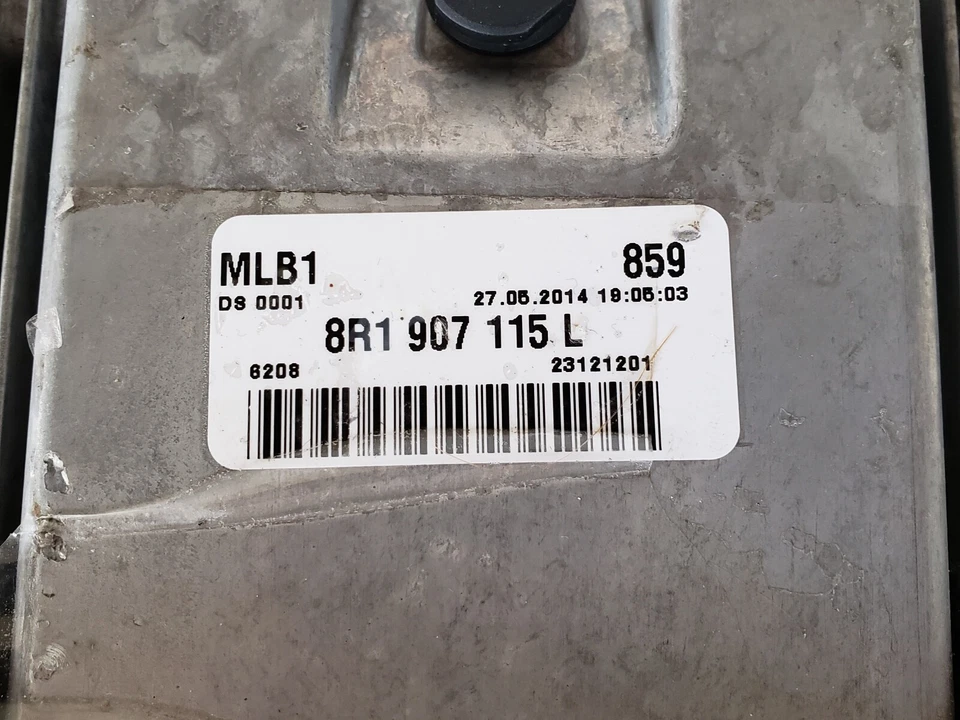 MLB1 859
DS 0001 27.05.2014 19:05:03
8R1 907 115 L
6208 23121201